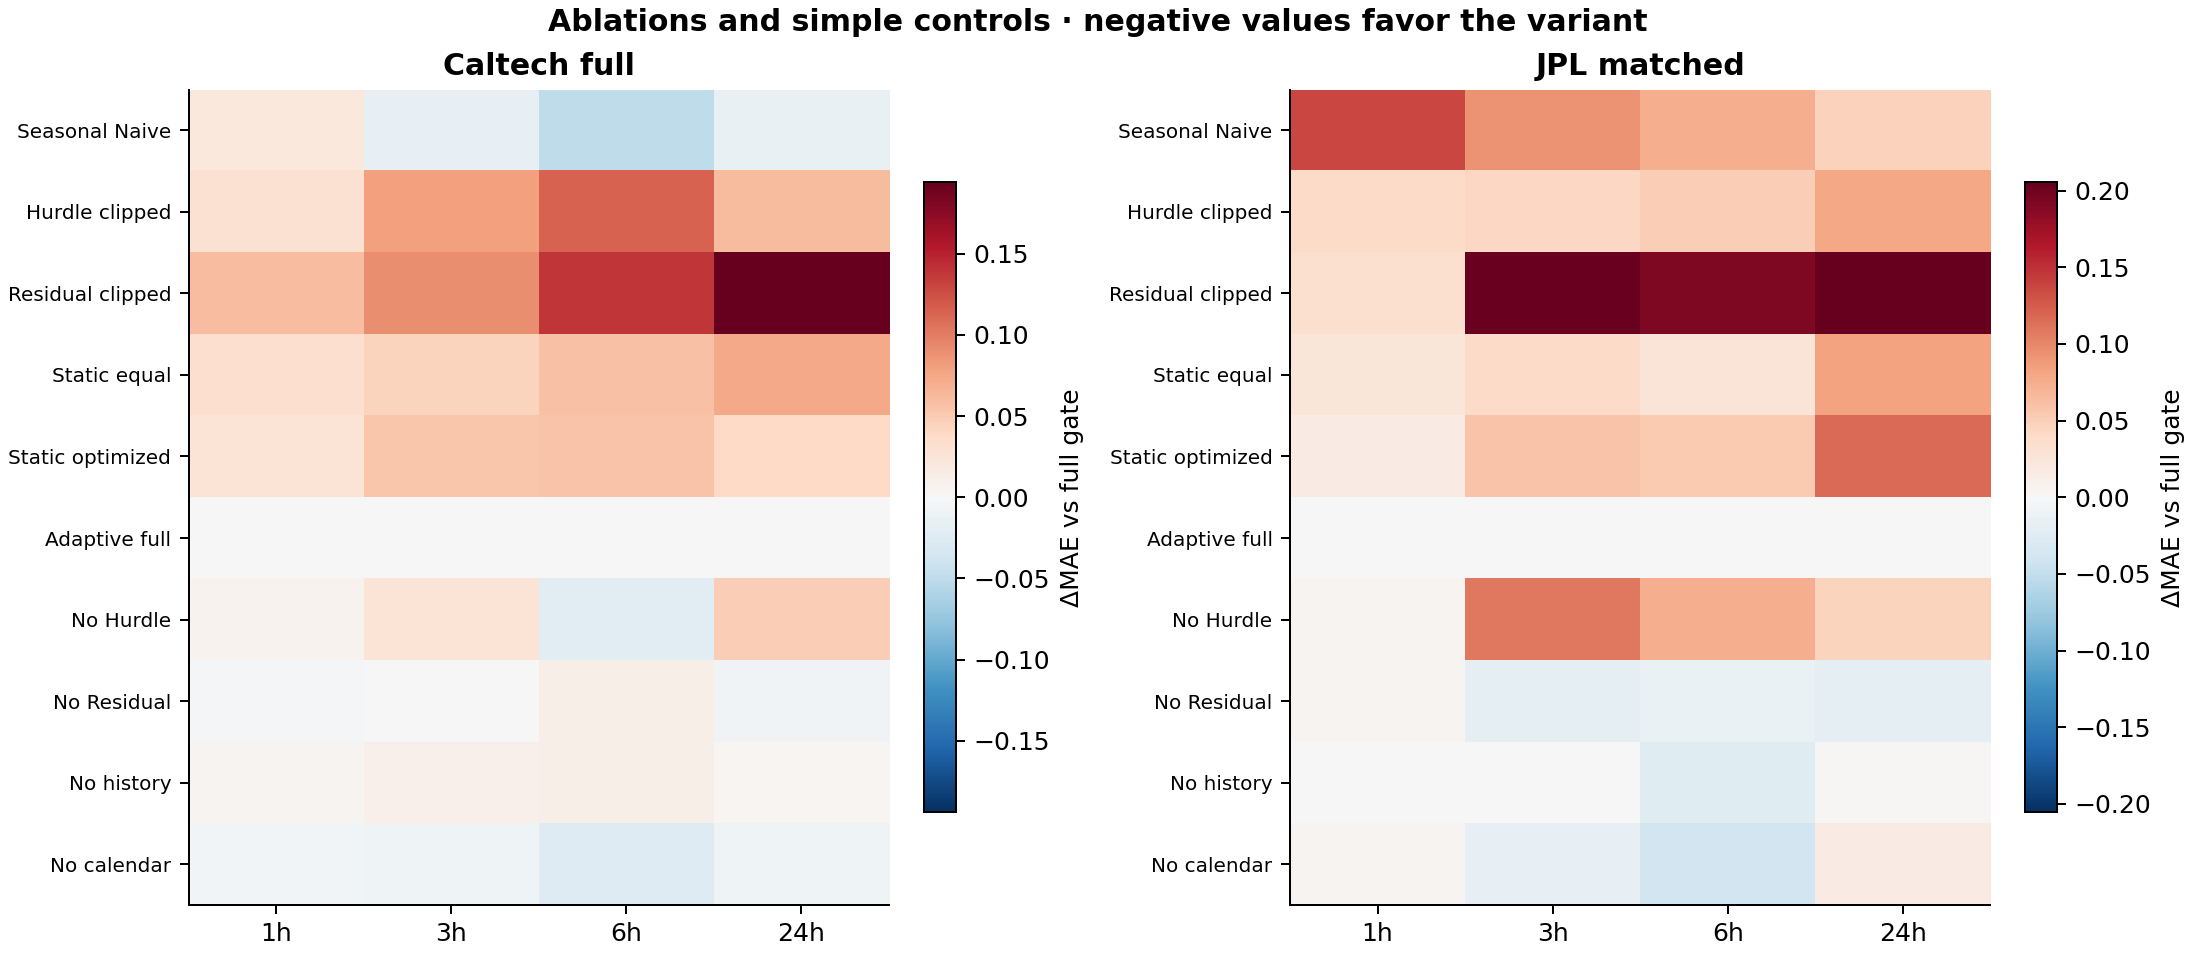 Ablations and simple controls · negative values favor the variant
Caltech full
Seasonal Naive
Hurdle clipped
Residual clipped
Static equal
Static optimized
Adaptive full
No Hurdle
No Residual
No history
No calendar
1h 3h 6h 24h
0.15
0.10
0.05
0.00
−0.05
−0.10
−0.15
ΔMAE vs full gate
JPL matched
Seasonal Naive
Hurdle clipped
Residual clipped
Static equal
Static optimized
Adaptive full
No Hurdle
No Residual
No history
No calendar
1h 3h 6h 24h
0.20
0.15
0.10
0.05
0.00
−0.05
−0.10
−0.15
−0.20
ΔMAE vs full gate